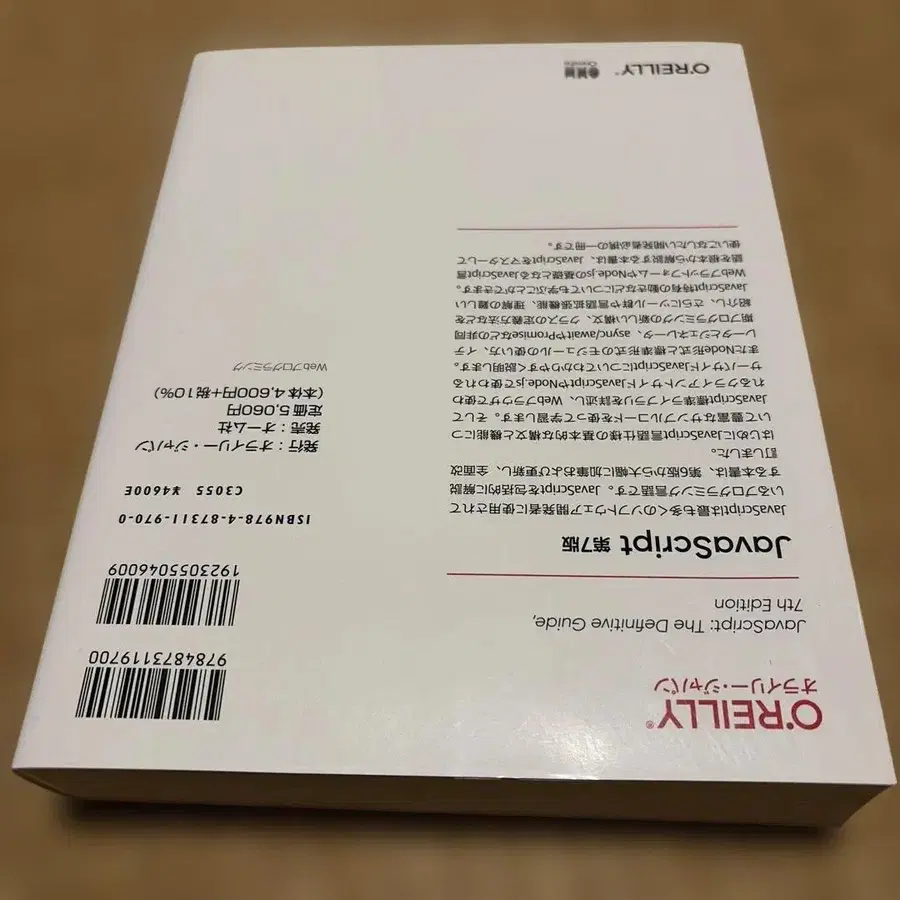 O'REILLY®
オライリー・ジャパン
JavaScript: The Definitive Guide,
7th Edition
JavaScript 第7版
JavaScriptは最も多くのソフトウェア開発者に使用されて
いるプログラミング言語です。JavaScriptを包括的に解説
する本書は、第6版から大幅に加筆および更新し、全面改
訂しました。
はじめにJavaScript言語仕様の基本的な構文と機能につ
いて豊富なサンプルコードを使って学習します。そして
JavaScript標準ライブラリを詳述し、Webブラウザで使わ
れるクライアントサイドJavaScriptやNodeで使われる
サーバサイドJavaScriptについてわかりやすく説明します。
またNode形式と標準形式のモジュールの使い方、イテ
レータとジェネレータ、async/awaitやPromiseなどの非同
期プログラミングの新しい構文、クラスの定義方法などを
紹介し、さらにツール群や言語拡張機能、理解の難しい
JavaScript特有の動きなどについても学ぶことができます。
WebプラットフォームやNode.jsの基礎となるJavaScript言
語を根本から解説する本書は、JavaScriptをマスターして
使いこなしたい開発者必携の一冊です。
9784873119700
1923055046009
ISBN978-4-87311-970-0
C3055 ¥4600E
発行：オライリー・ジャパン
発売：オーム社
定価5,060円
（本体4,600円+税10%）
Webプログラミング
O'REILLY®
Ohmsha